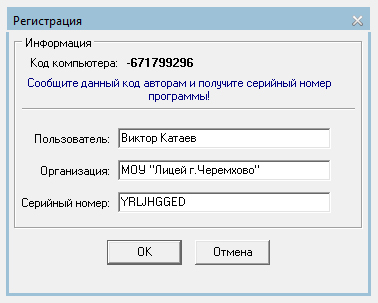 Регистрация
Информация
Код компьютера: -671799296
Сообщите данный код авторам и получите серийный номер
программы!
Пользователь: Виктор Катаев
Организация: МОУ "Лицей г.Черемхово"
Серийный номер: YRLJHGGED
OK Отмена